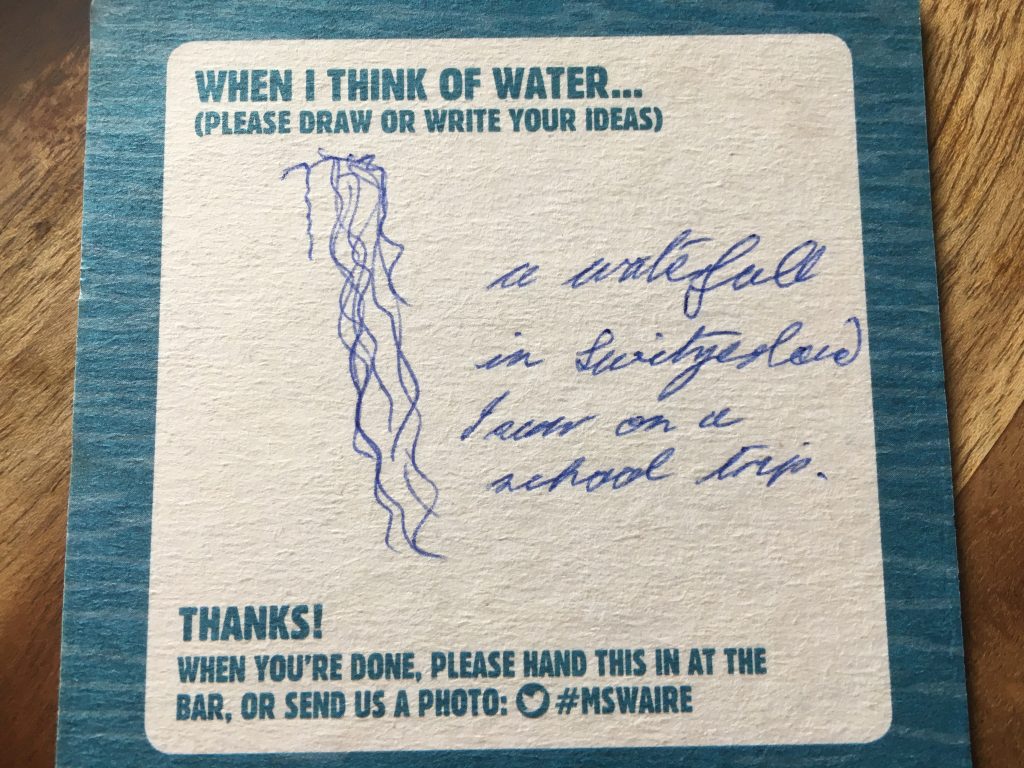 WHEN I THINK OF WATER...
(PLEASE DRAW OR WRITE YOUR IDEAS)
a waterfall
in Switzerland
I saw on a
school trip.
THANKS!
WHEN YOU'RE DONE, PLEASE HAND THIS IN AT THE
BAR, OR SEND US A PHOTO: #MSWAIRE